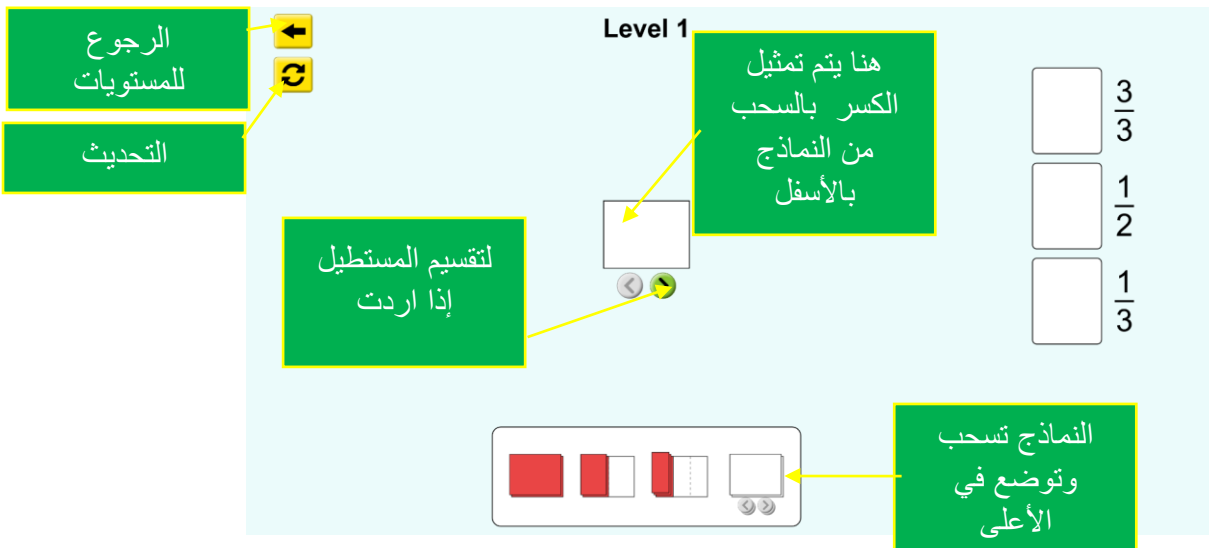 الرجوع
للمستويات
Level 1
هنا يتم تمثيل
الكسر بالسحب
من النماذج
بالأسفل
3
3
التحديث
1
2
لتقسيم المستطيل
إذا اردت
1
3
النماذج تسحب
وتوضع في
الأعلى